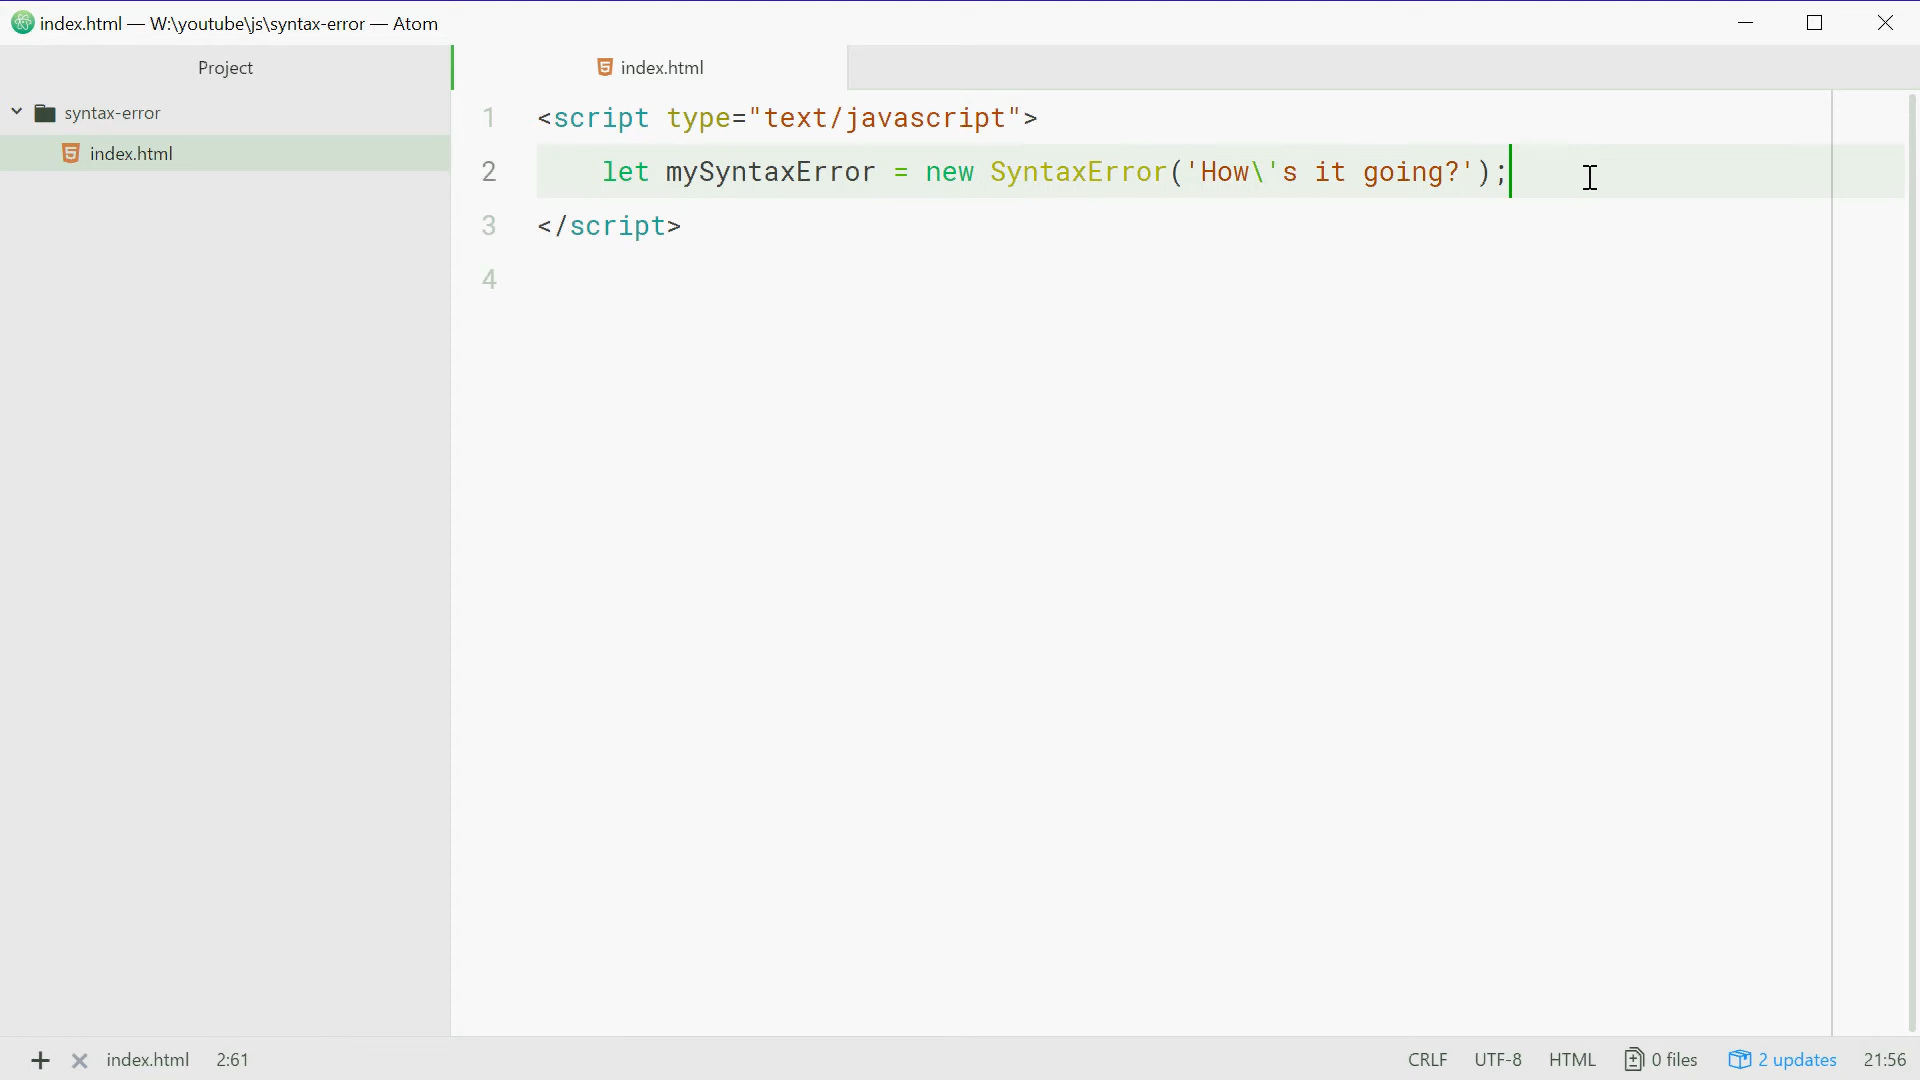 index.html — W:\youtube\js\syntax-error — Atom
Project
index.html
syntax-error
index.html
1 <script type="text/javascript">
2 let mySyntaxError = new SyntaxError('How\'s it going?');
3 </script>
4
index.html 2:61 CRLF UTF-8 HTML 0 files 2 updates 21:56